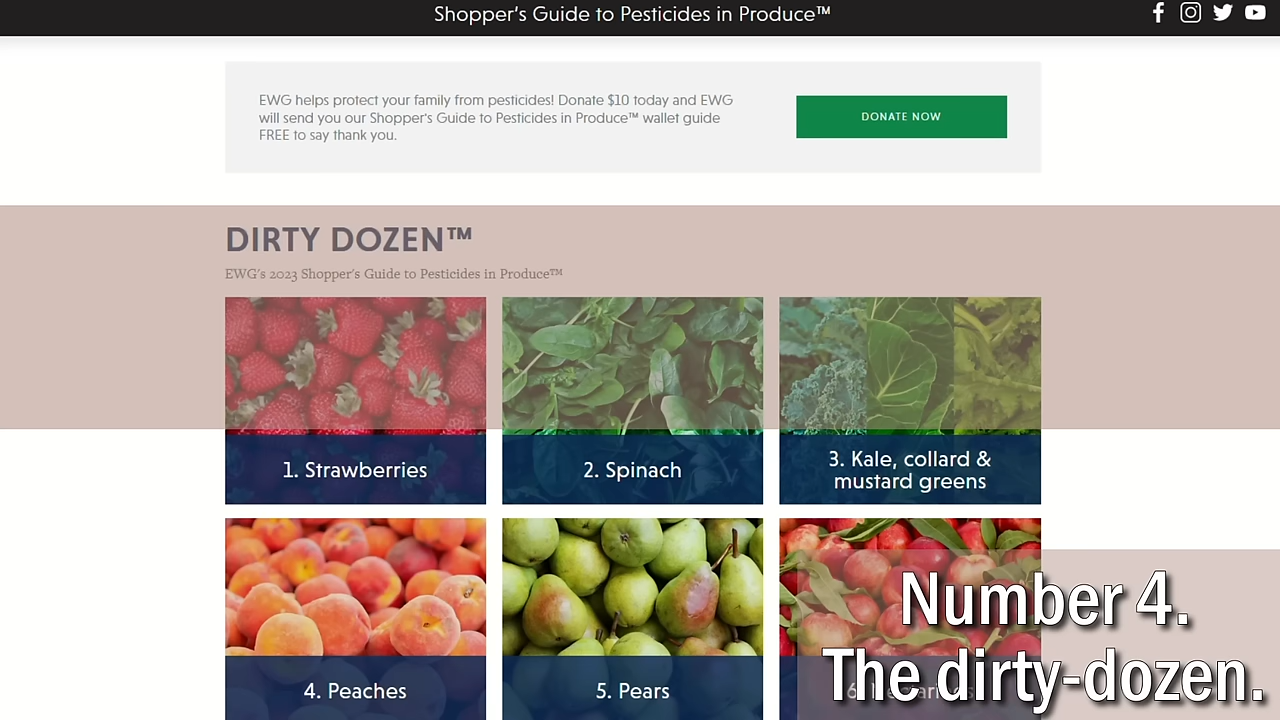 Shopper's Guide to Pesticides in Produce™
EWG helps protect your family from pesticides! Donate $10 today and EWG
will send you our Shopper's Guide to Pesticides in Produce™ wallet guide
FREE to say thank you.
DONATE NOW
DIRTY DOZEN™
EWG's 2023 Shopper's Guide to Pesticides in Produce™
1. Strawberries
2. Spinach
3. Kale, collard &
mustard greens
4. Peaches
5. Pears
Number 4.
The dirty-dozen.